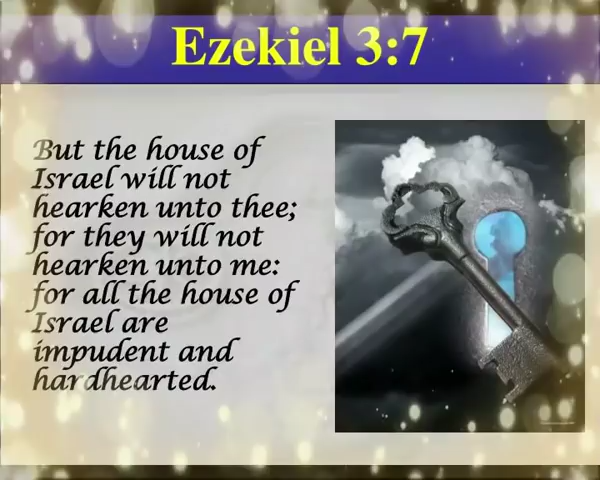 Ezekiel 3:7
But the house of
Israel will not
hearken unto thee;
for they will not
hearken unto me:
for all the house of
Israel are
impudent and
hardhearted.